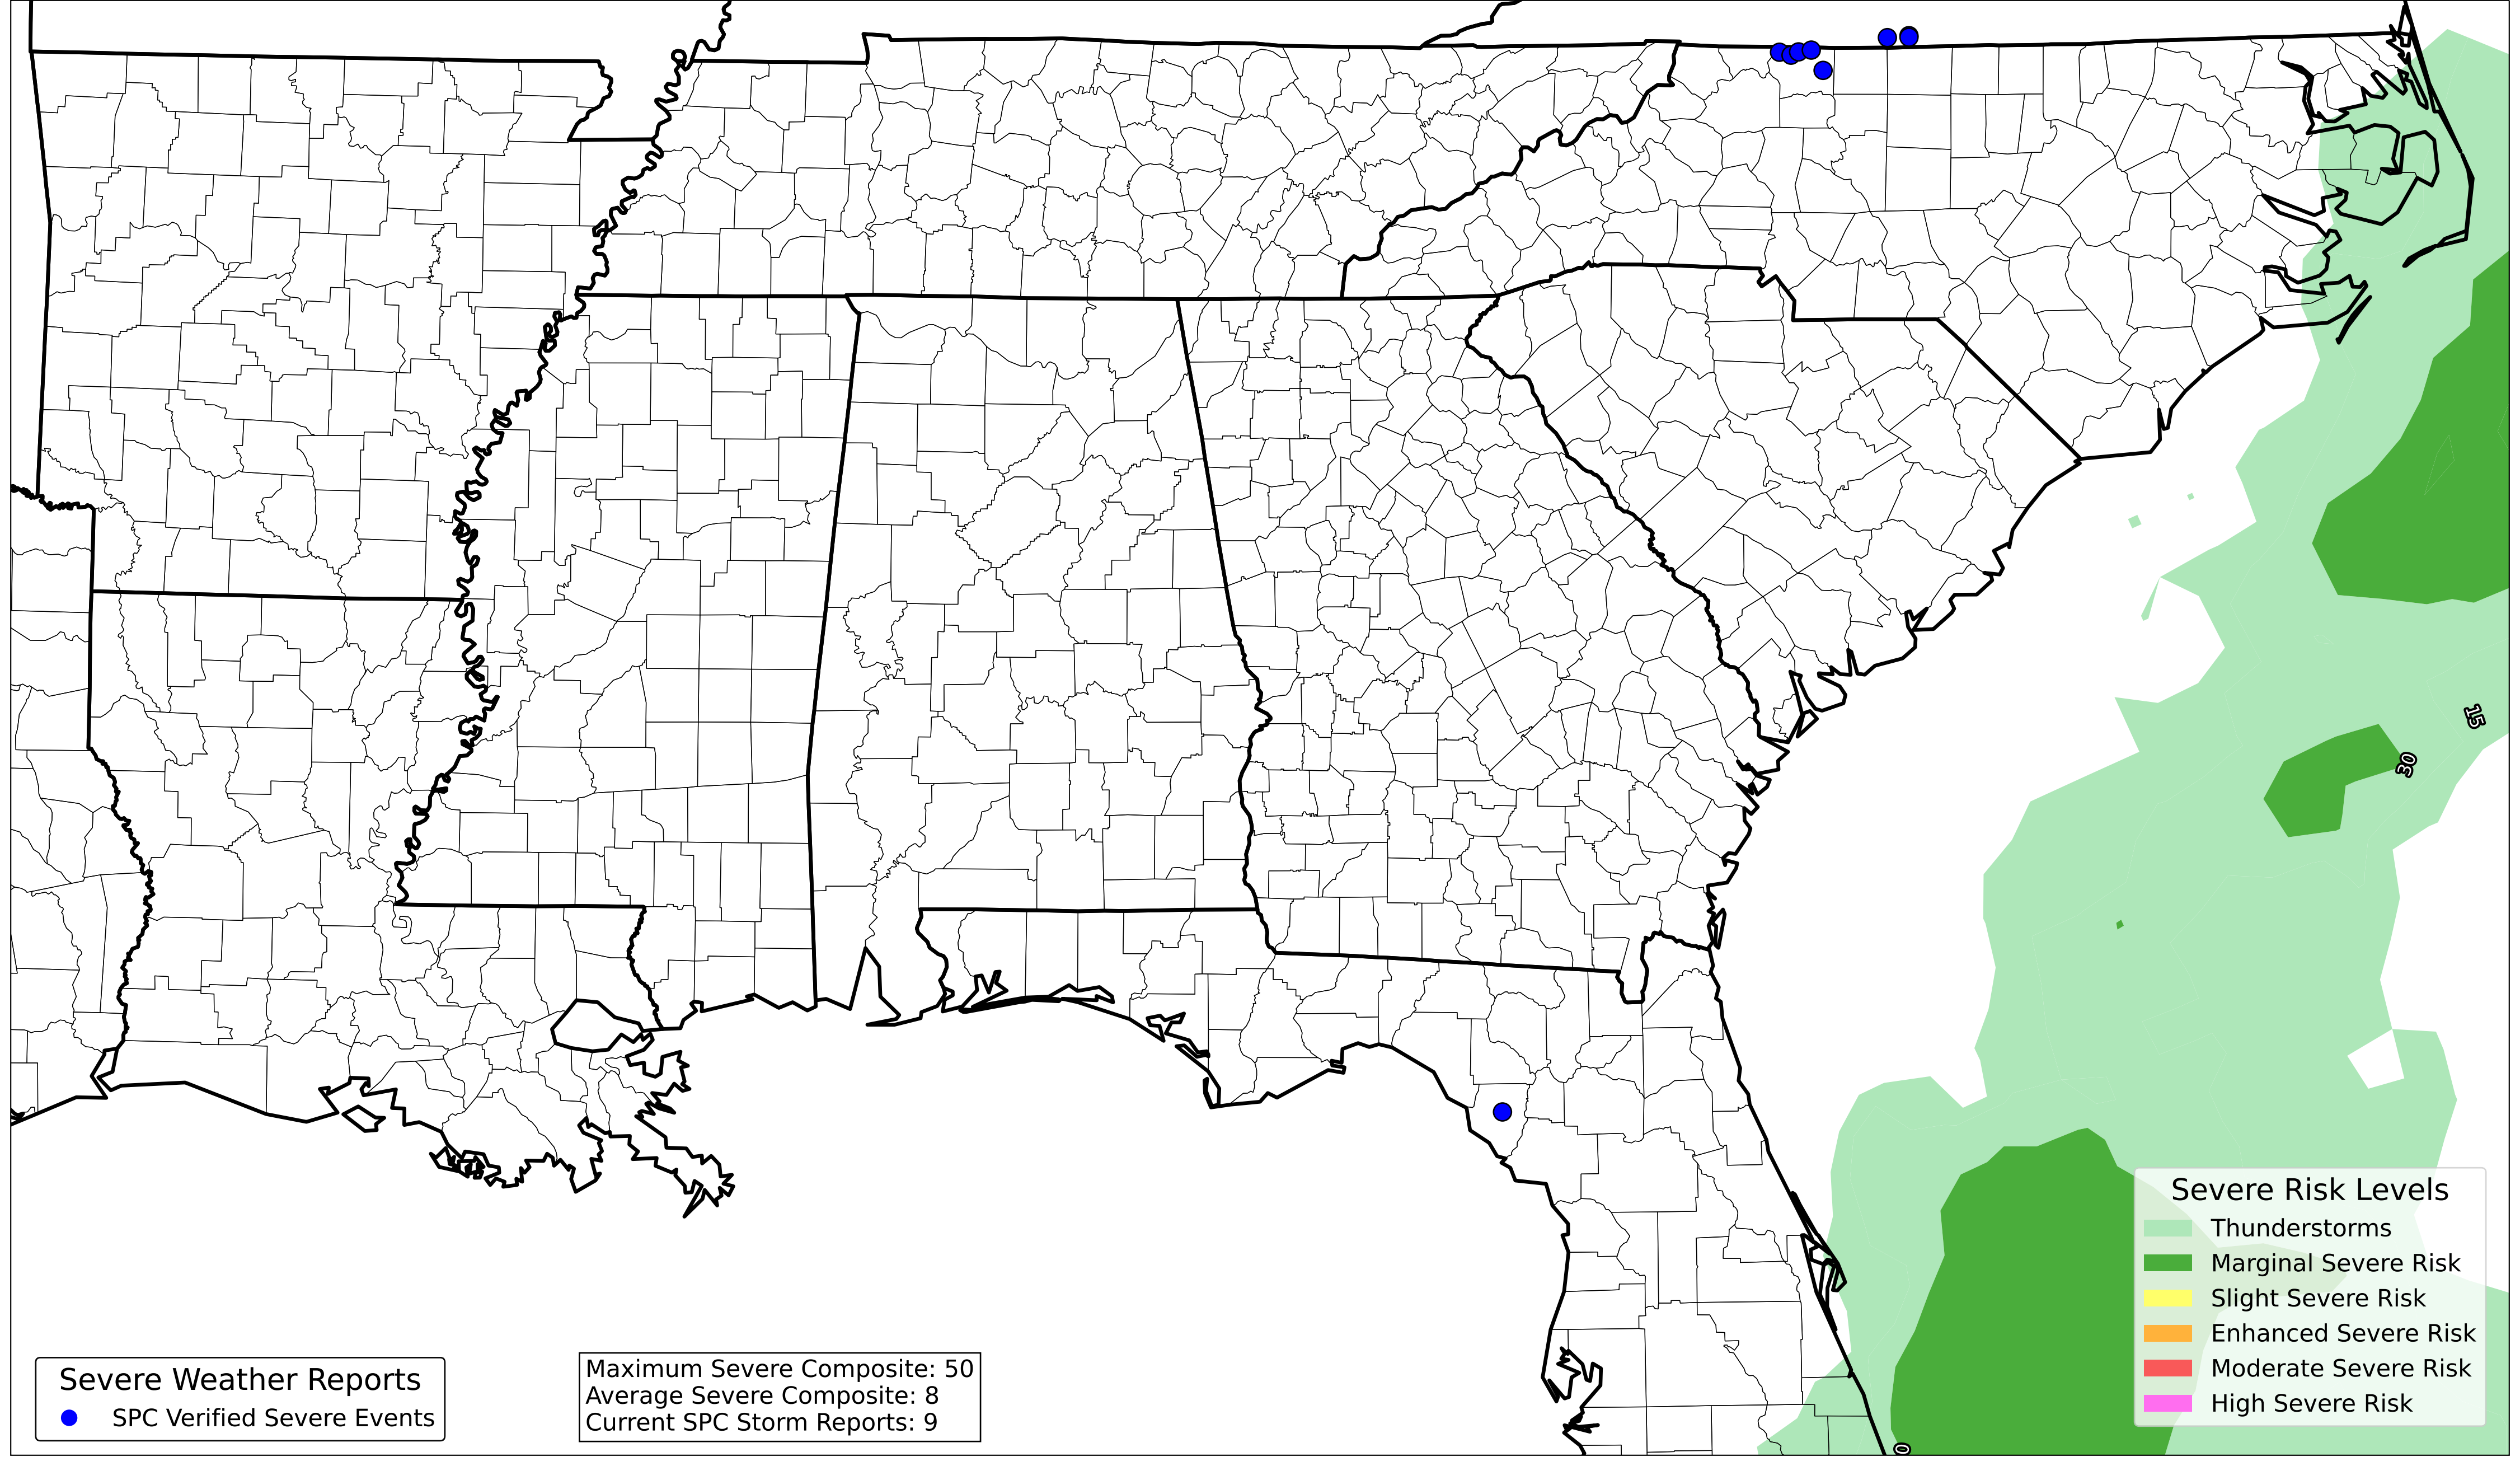 15
30
Severe Risk Levels
Thunderstorms
Marginal Severe Risk
Slight Severe Risk
Enhanced Severe Risk
Moderate Severe Risk
High Severe Risk
Severe Weather Reports
SPC Verified Severe Events
Maximum Severe Composite: 50
Average Severe Composite: 8
Current SPC Storm Reports: 9
0